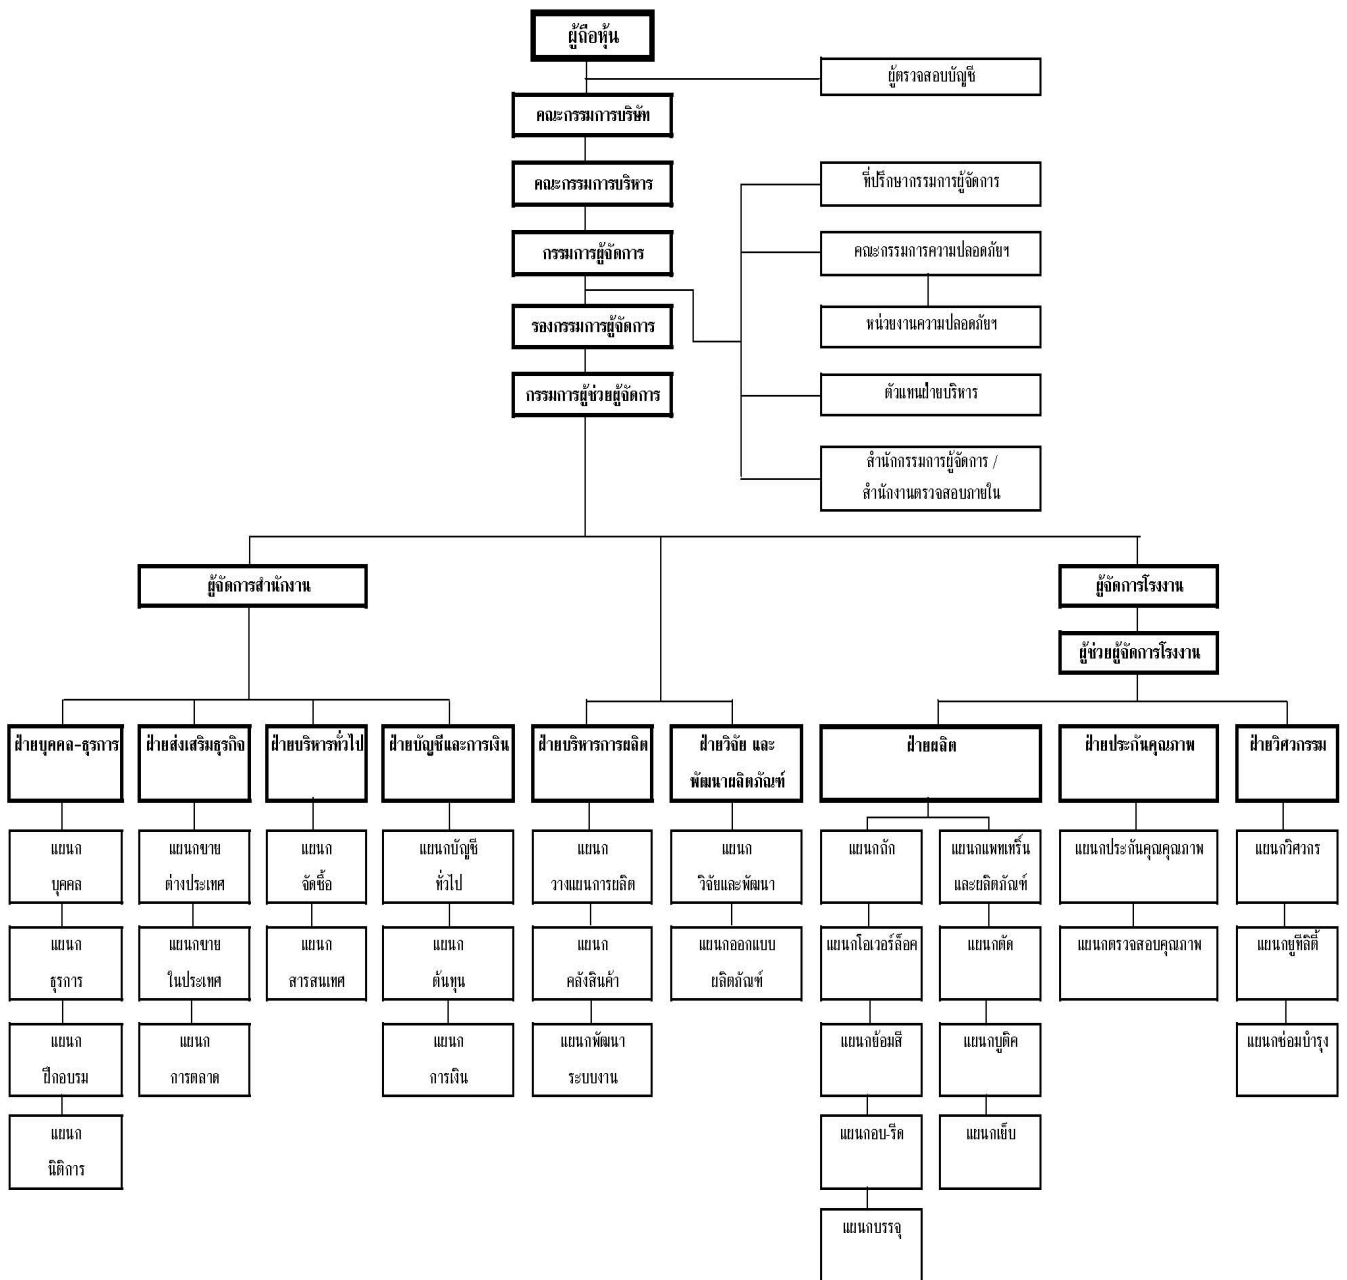 ผู้ถือหุ้น
ผู้ตรวจสอบบัญชี
คณะกรรมการบริษัท
คณะกรรมการบริหาร
ที่ปรึกษากรรมการผู้จัดการ
กรรมการผู้จัดการ
คณะกรรมการความปลอดภัยฯ
รองกรรมการผู้จัดการ
หน่วยงานความปลอดภัยฯ
กรรมการผู้ช่วยผู้จัดการ
ตัวแทนฝ่ายบริหาร
สำนักกรรมการผู้จัดการ /
สำนักงานตรวจสอบภายใน
ผู้จัดการสำนักงาน
ผู้จัดการโรงงาน
ผู้ช่วยผู้จัดการโรงงาน
ฝ่ายบุคคล-ธุรการ
ฝ่ายส่งเสริมธุรกิจ
ฝ่ายบริหารทั่วไป
ฝ่ายบัญชีและการเงิน
ฝ่ายบริหารการผลิต
ฝ่ายวิจัย และ
พัฒนาผลิตภัณฑ์
ฝ่ายผลิต
ฝ่ายประกันคุณภาพ
ฝ่ายวิศวกรรม
แผนก
บุคคล
แผนกขาย
ต่างประเทศ
แผนก
จัดซื้อ
แผนกบัญชี
ทั่วไป
แผนก
วางแผนการผลิต
แผนก
วิจัยและพัฒนา
แผนกถัก
แผนกแพทเทิร์น
และผลิตภัณฑ์
แผนกประกันคุณคุณภาพ
แผนกวิศวกร
แผนก
ธุรการ
แผนกขาย
ในประเทศ
แผนก
สารสนเทศ
แผนก
ต้นทุน
แผนก
คลังสินค้า
แผนกออกแบบ
ผลิตภัณฑ์
แผนกโอเวอร์ล็อค
แผนกตัด
แผนกตรวจสอบคุณภาพ
แผนกยูทีลิตี้
แผนก
ฝึกอบรม
แผนก
การตลาด
แผนก
การเงิน
แผนกพัฒนา
ระบบงาน
แผนกย้อมสี
แผนกบูติค
แผนกซ่อมบำรุง
แผนก
นิติการ
แผนกอบ-รีด
แผนกเย็บ
แผนกบรรจุ